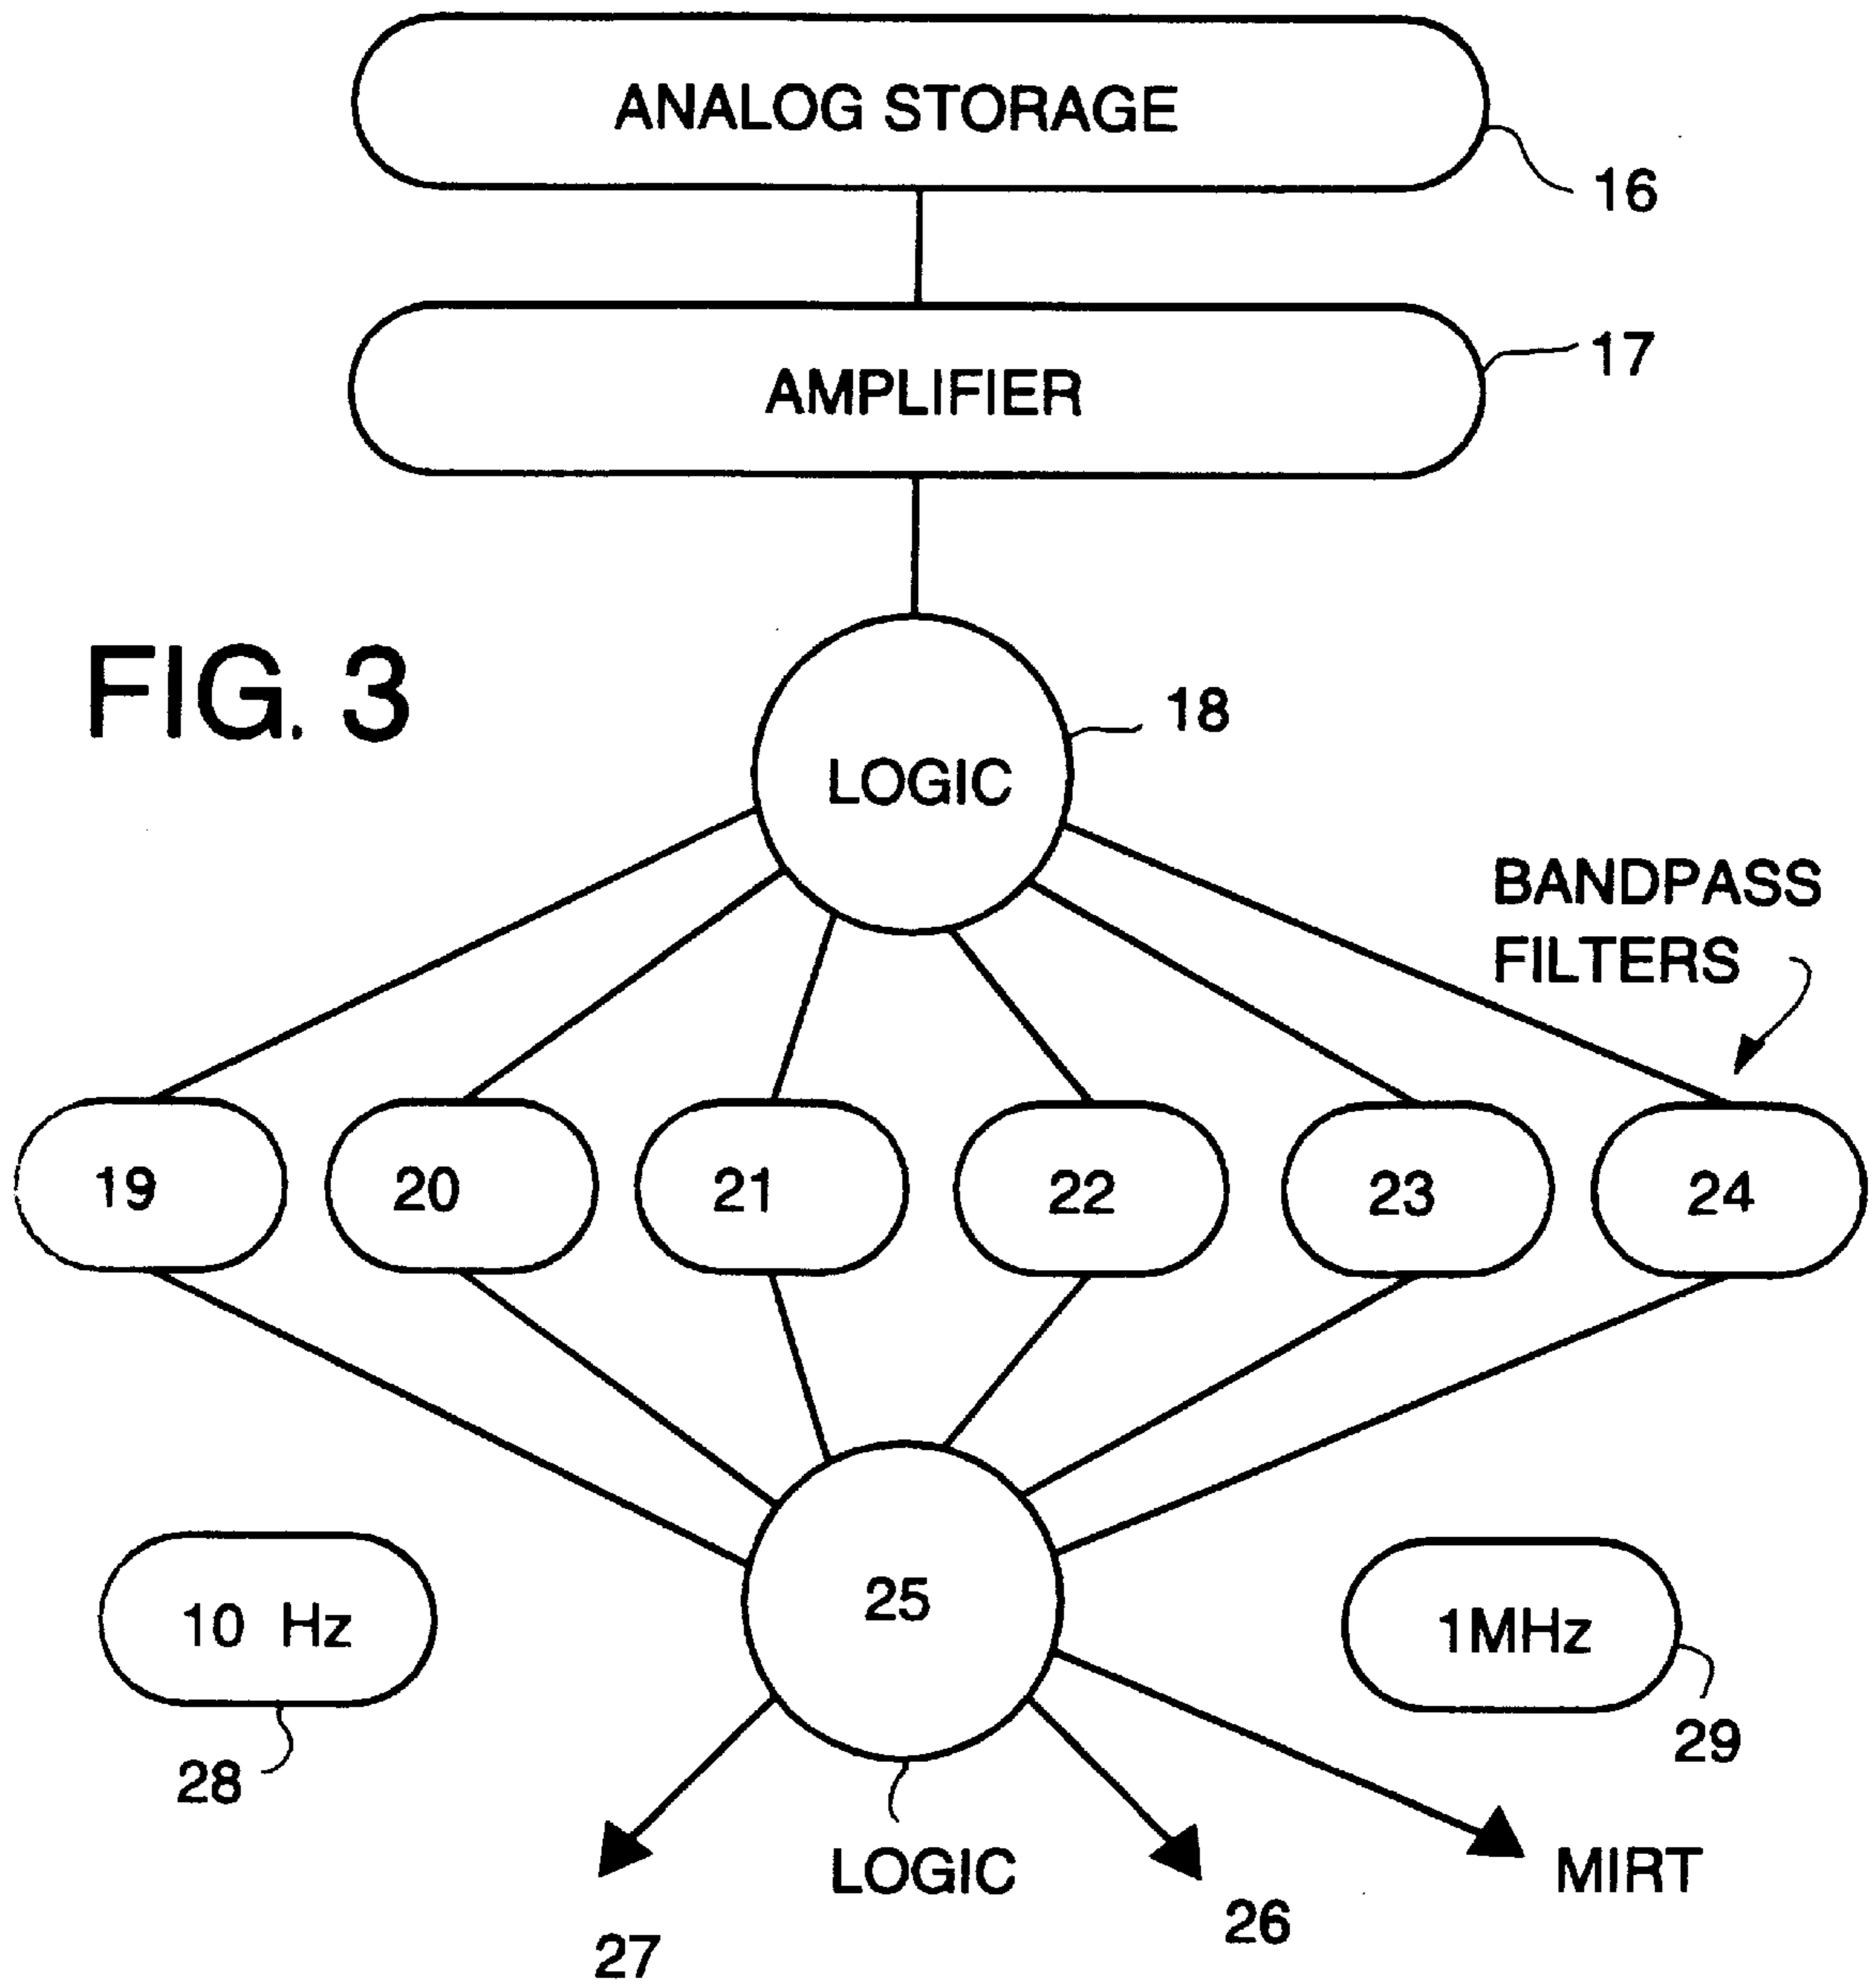 ANALOG STORAGE
16
AMPLIFIER
17
FIG. 3
LOGIC
18
BANDPASS
FILTERS
19
20
21
22
23
24
25
10 Hz
1MHz
28
29
LOGIC
MIRT
27
26